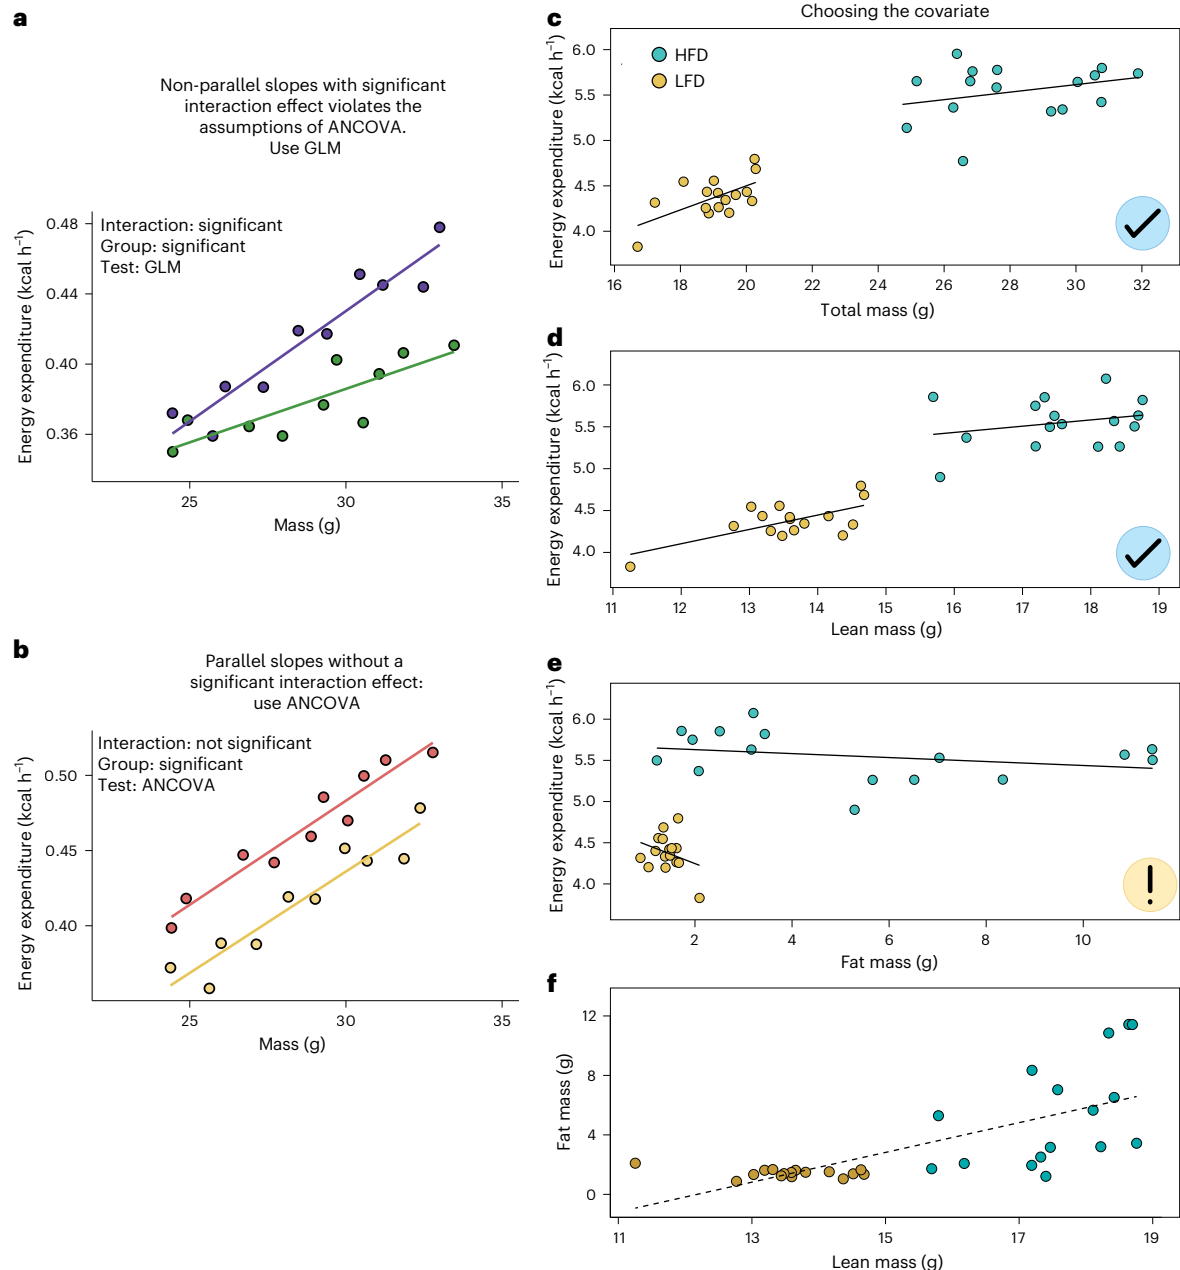 a
Non-parallel slopes with significant
interaction effect violates the
assumptions of ANCOVA.
Use GLM
Interaction: significant
Group: significant
Test: GLM
0.48
0.44
0.40
0.36
Energy expenditure (kcal h⁻¹)
25
30
35
Mass (g)
b
Parallel slopes without a
significant interaction effect:
use ANCOVA
Interaction: not significant
Group: significant
Test: ANCOVA
0.50
0.45
0.40
Energy expenditure (kcal h⁻¹)
25
30
35
Mass (g)
c
Choosing the covariate
HFD
LFD
6.0
5.5
5.0
4.5
4.0
Energy expenditure (kcal h⁻¹)
16
18
20
22
24
26
28
30
32
Total mass (g)
d
6.0
5.5
5.0
4.5
4.0
Energy expenditure (kcal h⁻¹)
11
12
13
14
15
16
17
18
19
Lean mass (g)
e
6.0
5.5
5.0
4.5
4.0
Energy expenditure (kcal h⁻¹)
!
2
4
6
8
10
Fat mass (g)
f
12
8
4
0
Fat mass (g)
11
13
15
17
19
Lean mass (g)